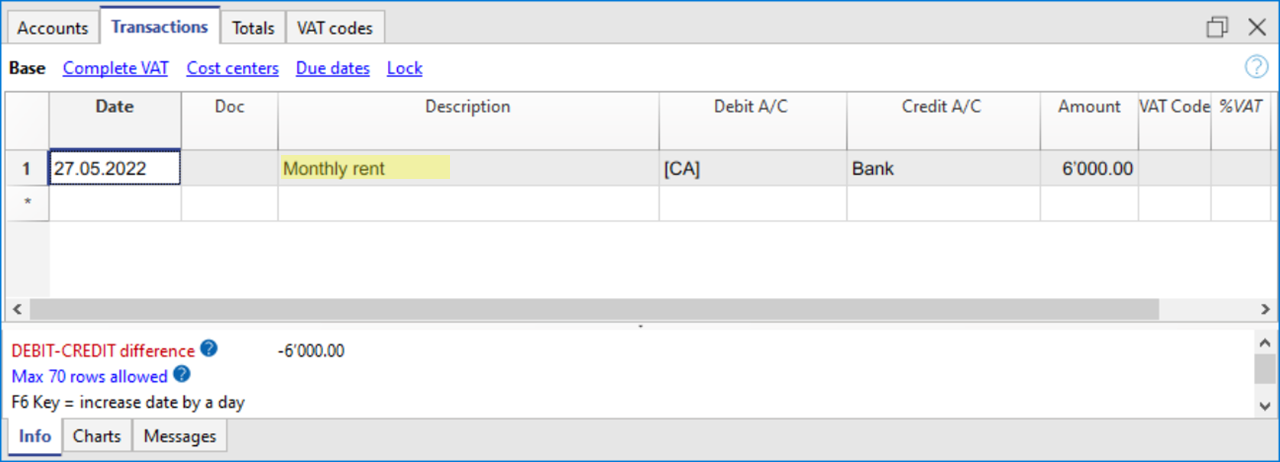 Accounts Transactions Totals VAT codes
Base Complete VAT Cost centers Due dates Lock ?
Date Doc Description Debit A/C Credit A/C Amount VAT Code %VAT
1 27.05.2022 Monthly rent [CA] Bank 6'000.00
*
DEBIT-CREDIT difference ? -6'000.00
Max 70 rows allowed ?
F6 Key = increase date by a day
Info Charts Messages